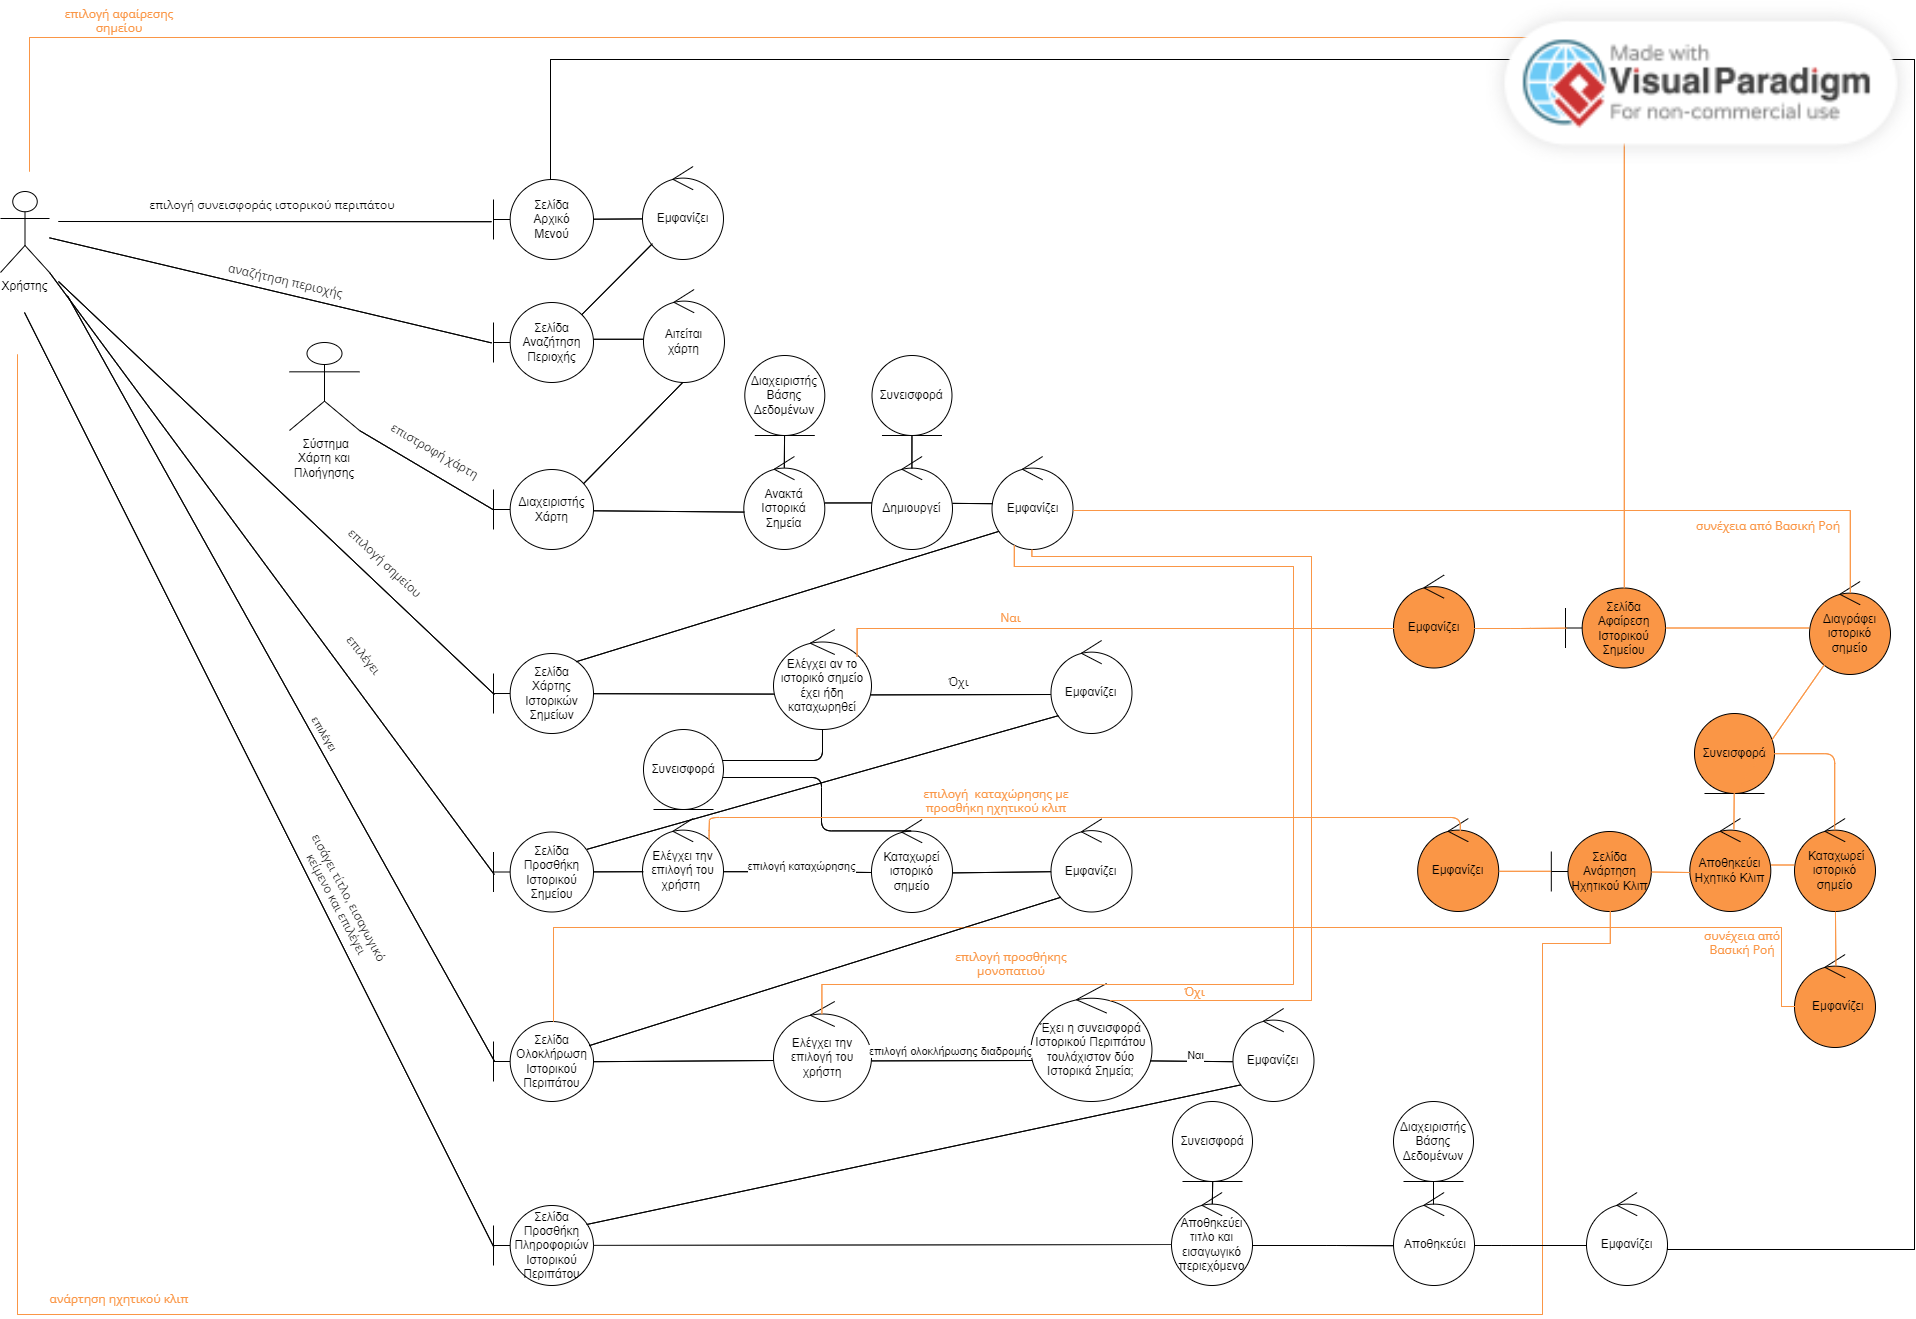 επιλογή αφαίρεσης
σημείου
Made with
Visual Paradigm
For non-commercial use
Χρήστης
επιλογή συνεισφοράς ιστορικού περιπάτου
Σελίδα
Αρχικό
Μενού
Εμφανίζει
αναζήτηση περιοχής
Σελίδα
Αναζήτηση
Περιοχής
Αιτείται
χάρτη
Σύστημα
Χάρτη και
Πλοήγησης
επιστροφή χάρτη
Διαχειριστής
Χάρτη
Διαχειριστής
Βάσης
Δεδομένων
Συνεισφορά
Ανακτά
Ιστορικά
Σημεία
Δημιουργεί
Εμφανίζει
συνέχεια από Βασική Ροή
επιλογή σημείου
Ναι
Εμφανίζει
Σελίδα
Αφαίρεση
Ιστορικού
Σημείου
Διαγράφει
ιστορικό
σημείο
επιλέγει
Σελίδα
Χάρτης
Ιστορικών
Σημείων
Ελέγχει αν το
ιστορικό σημείο
έχει ήδη
καταχωρηθεί
Όχι
Εμφανίζει
επιλέγει
Συνεισφορά
Συνεισφορά
επιλογή καταχώρησης με
προσθήκη ηχητικού κλιπ
εισάγει τίτλο, εισαγωγικό
κείμενο και επιλέγει
Σελίδα
Προσθήκη
Ιστορικού
Σημείου
Ελέγχει την
επιλογή του
χρήστη
επιλογή καταχώρησης
Καταχωρεί
ιστορικό
σημείο
Εμφανίζει
Εμφανίζει
Σελίδα
Ανάρτηση
Ηχητικού Κλιπ
Αποθηκεύει
Ηχητικό Κλιπ
Καταχωρεί
ιστορικό
σημείο
συνέχεια από
Βασική Ροή
επιλογή προσθήκης
μονοπατιού
Όχι
Εμφανίζει
Σελίδα
Ολοκλήρωση
Ιστορικού
Περιπάτου
Ελέγχει την
επιλογή του
χρήστη
επιλογή ολοκλήρωσης διαδρομής
Έχει η συνεισφορά
Ιστορικού Περιπάτου
τουλάχιστον δύο
Ιστορικά Σημεία;
Ναι
Εμφανίζει
Συνεισφορά
Διαχειριστής
Βάσης
Δεδομένων
Σελίδα
Προσθήκη
Πληροφοριών
Ιστορικού
Περιπάτου
Αποθηκεύει
τιτλο και
εισαγωγικό
περιεχόμενο
Αποθηκεύει
Εμφανίζει
ανάρτηση ηχητικού κλιπ